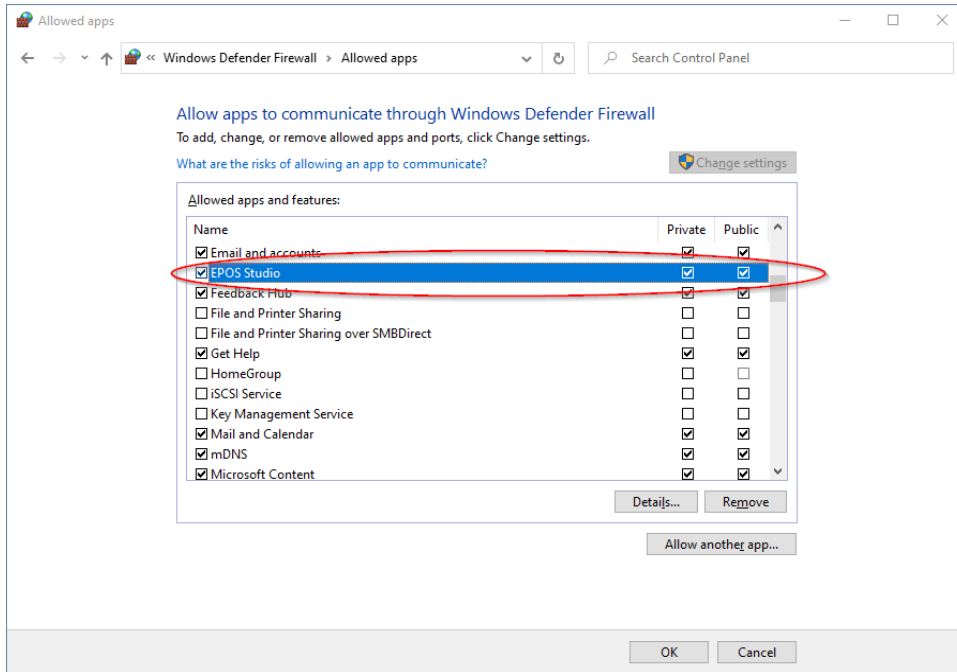 Allowed apps
« Windows Defender Firewall › Allowed apps
Search Control Panel
Allow apps to communicate through Windows Defender Firewall
To add, change, or remove allowed apps and ports, click Change settings.
What are the risks of allowing an app to communicate?
Change settings
Allowed apps and features:
Name Private Public
Email and accounts
EPOS Studio
Feedback Hub
File and Printer Sharing
File and Printer Sharing over SMBDirect
Get Help
HomeGroup
iSCSI Service
Key Management Service
Mail and Calendar
mDNS
Microsoft Content
Details... Remove
Allow another app...
OK Cancel